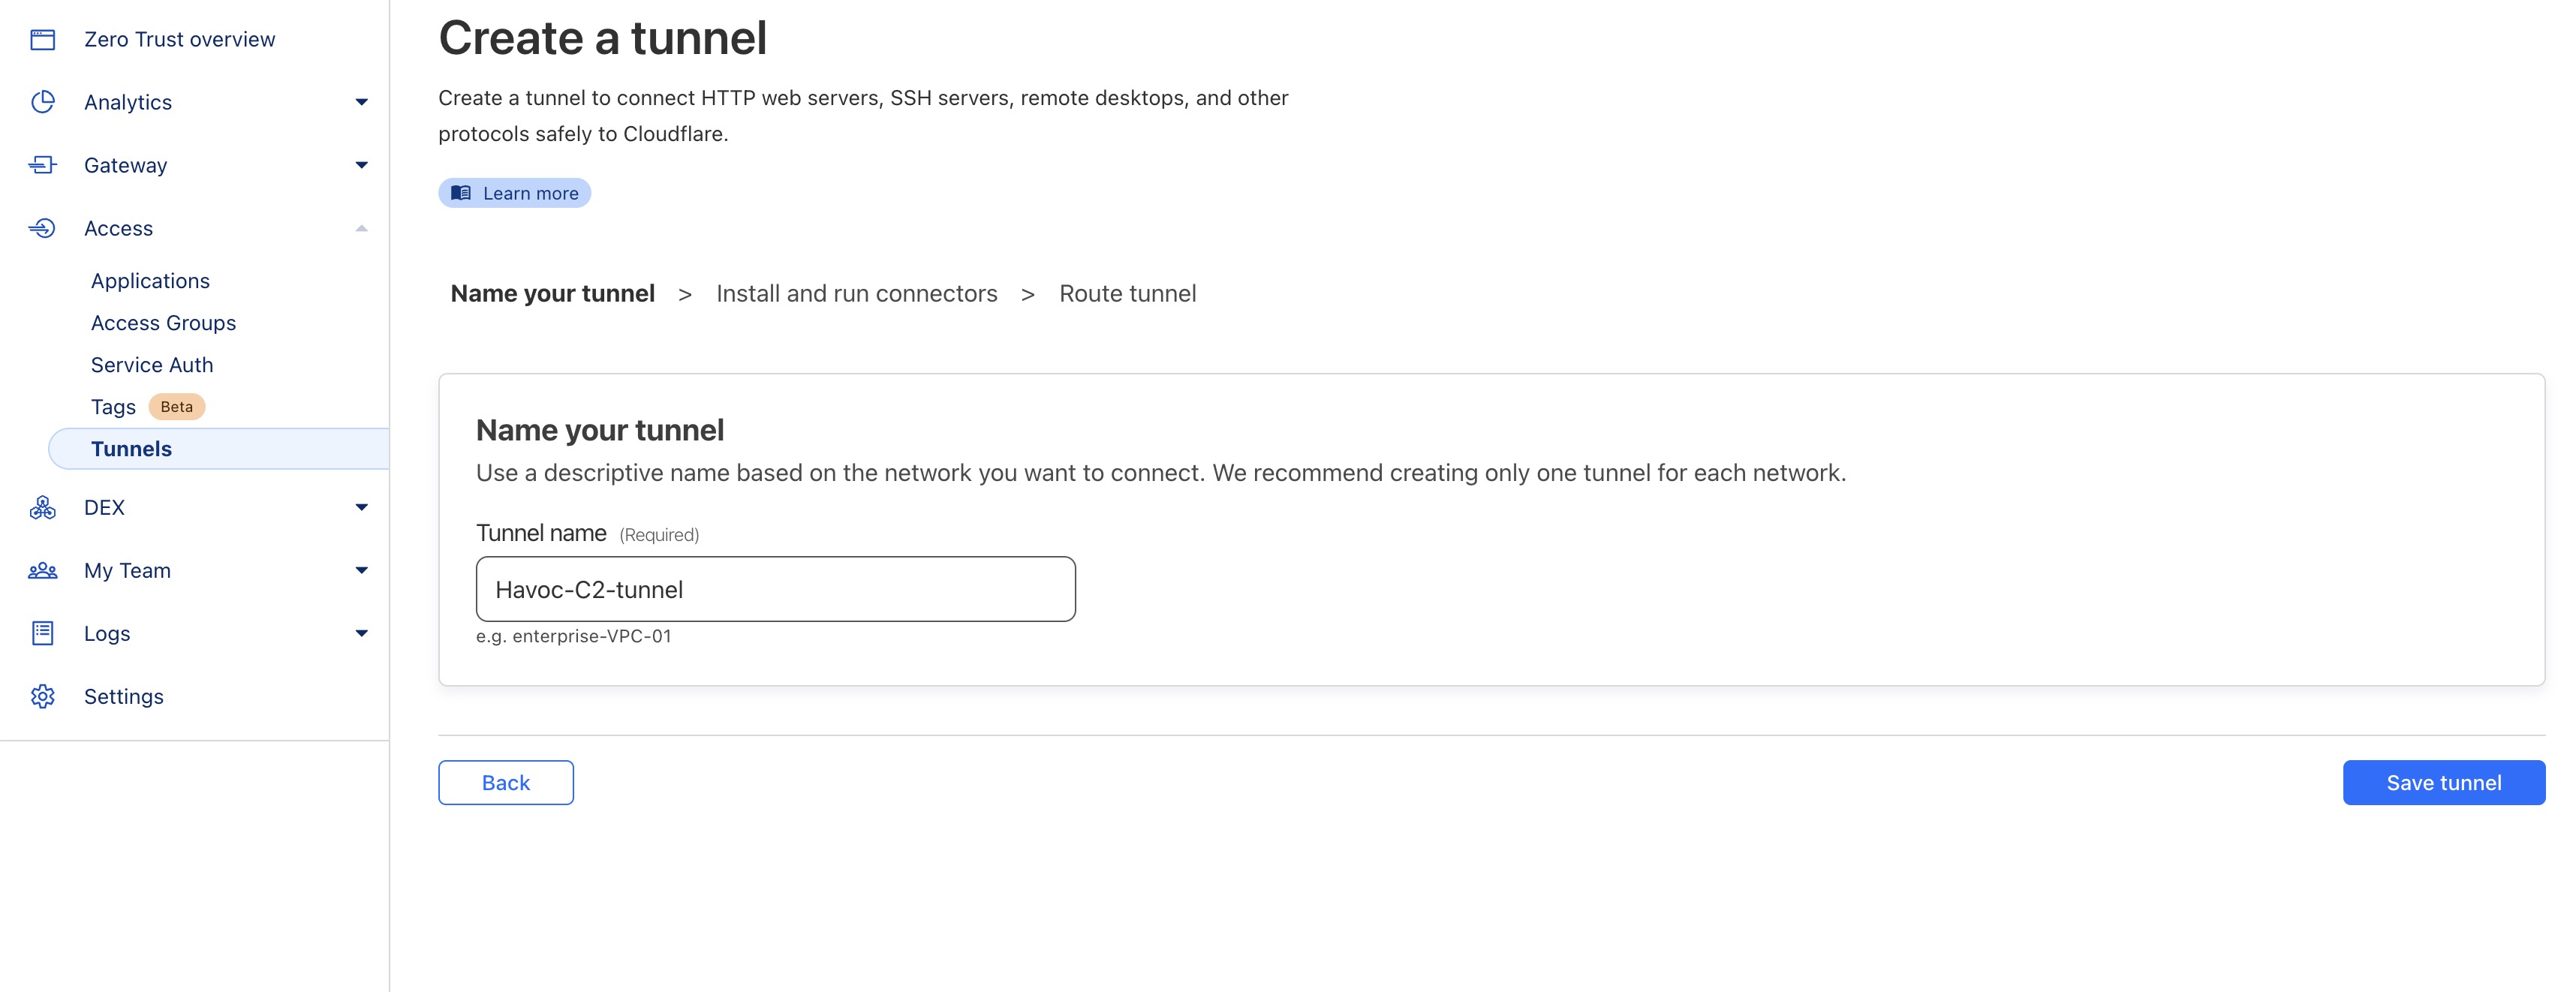 Zero Trust overview
Analytics
Gateway
Access
Applications
Access Groups
Service Auth
Tags Beta
Tunnels
DEX
My Team
Logs
Settings
Create a tunnel
Create a tunnel to connect HTTP web servers, SSH servers, remote desktops, and other
protocols safely to Cloudflare.
Learn more
Name your tunnel > Install and run connectors > Route tunnel
Name your tunnel
Use a descriptive name based on the network you want to connect. We recommend creating only one tunnel for each network.
Tunnel name (Required)
Havoc-C2-tunnel
e.g. enterprise-VPC-01
Back
Save tunnel